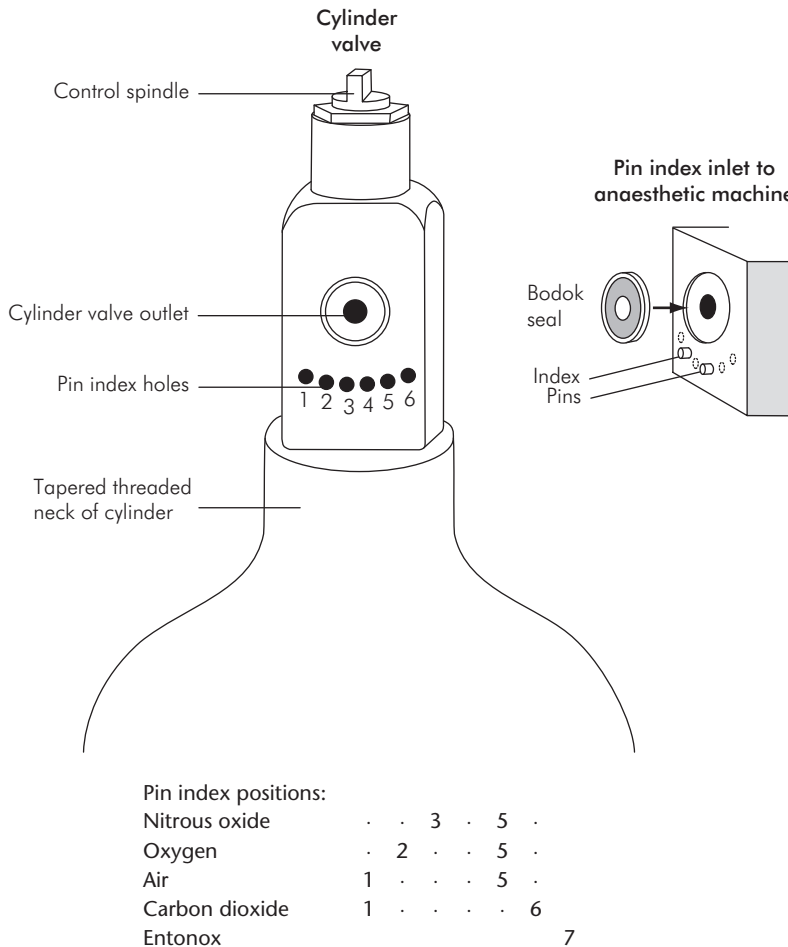 Cylinder
valve
Control spindle
Pin index inlet to
anaesthetic machine
Cylinder valve outlet
Bodok
seal
Pin index holes
1 2 3 4 5 6
Index
Pins
Tapered threaded
neck of cylinder
Pin index positions:
Nitrous oxide . . 3 . 5 .
Oxygen . 2 . . 5 .
Air 1 . . . 5 .
Carbon dioxide 1 . . . . 6
Entonox 7